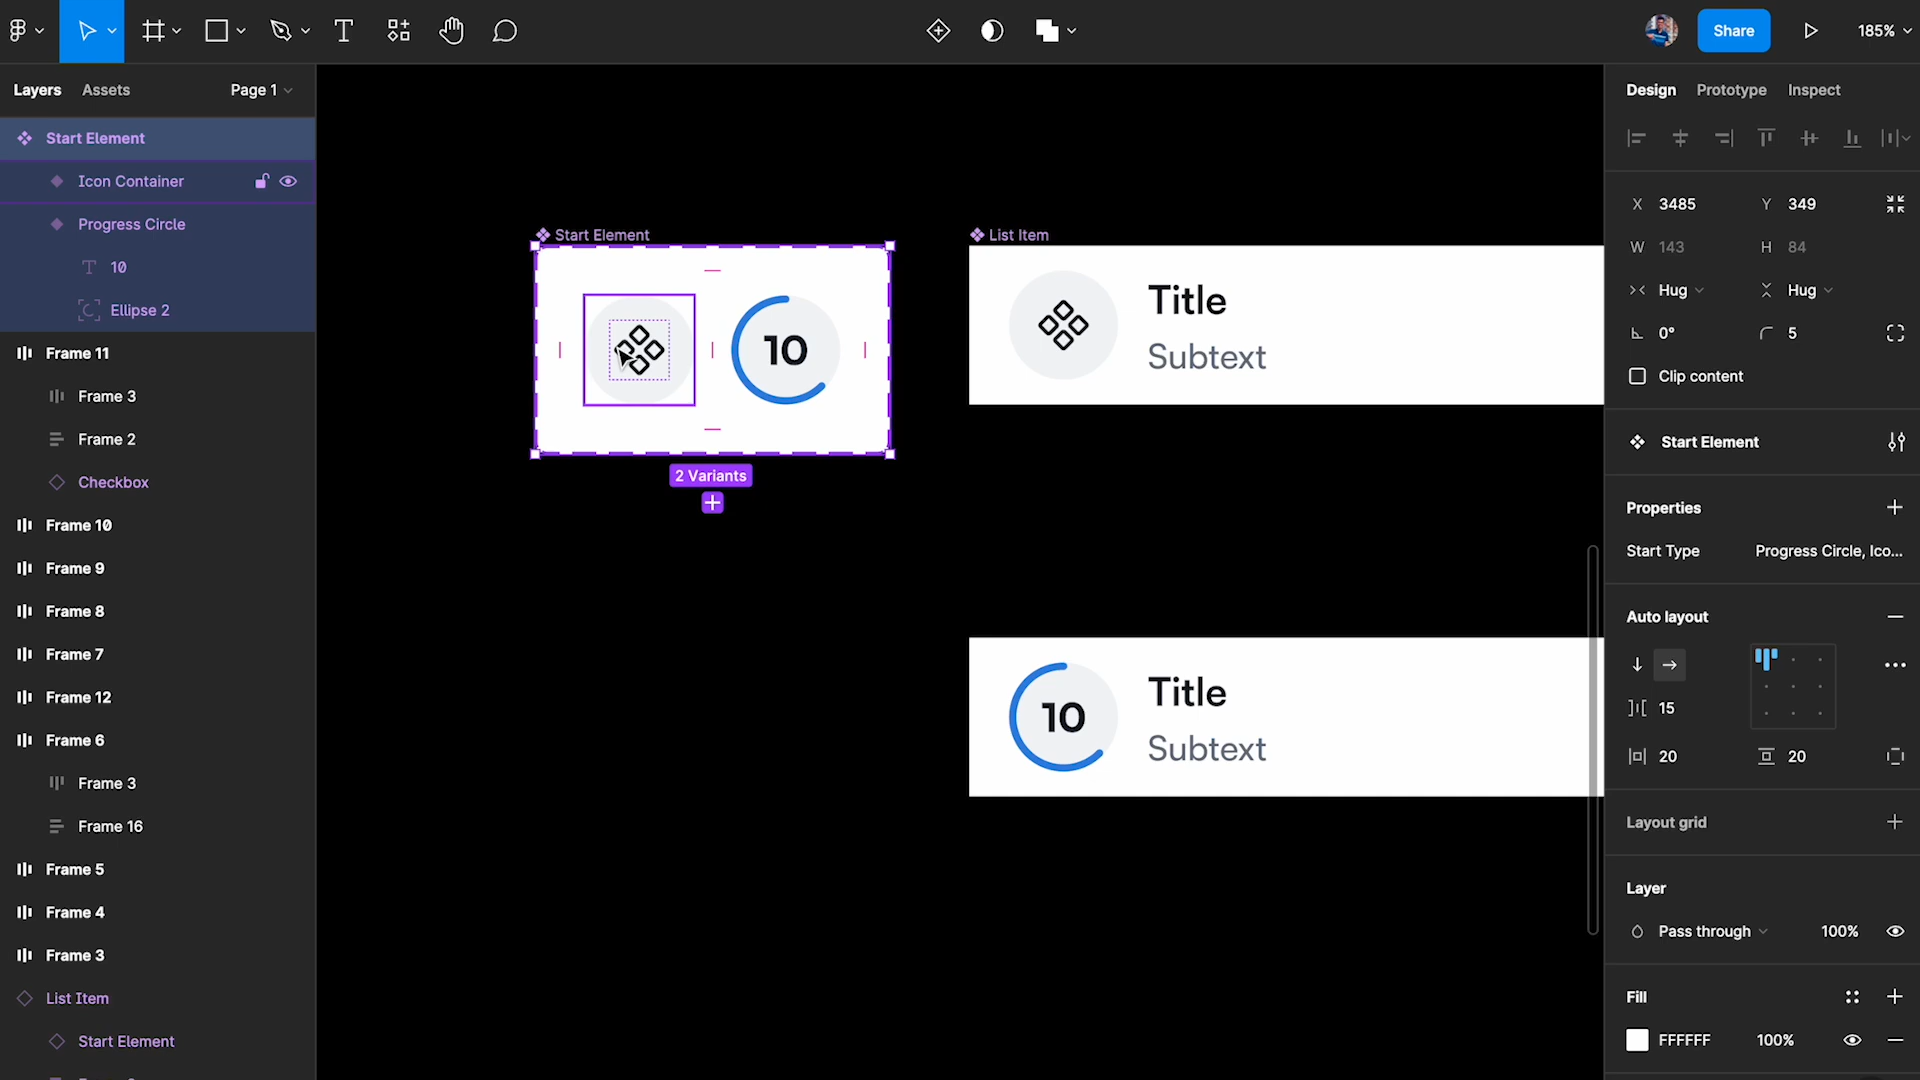 T
Share
185%
Layers
Assets
Page 1
Design
Prototype
Inspect
Start Element
Icon Container
Progress Circle
T
10
Ellipse 2
Frame 11
Frame 3
Frame 2
Checkbox
Frame 10
Frame 9
Frame 8
Frame 7
Frame 12
Frame 6
Frame 3
Frame 16
Frame 5
Frame 4
Frame 3
List Item
Start Element
Start Element
10
2 Variants
List Item
Title
Subtext
10
Title
Subtext
X 3485
Y 349
W 143
H 84
Hug
Hug
0°
5
Clip content
Start Element
Properties
Start Type
Progress Circle, Ico...
Auto layout
15
20
20
Layout grid
Layer
Pass through
100%
Fill
FFFFFF
100%